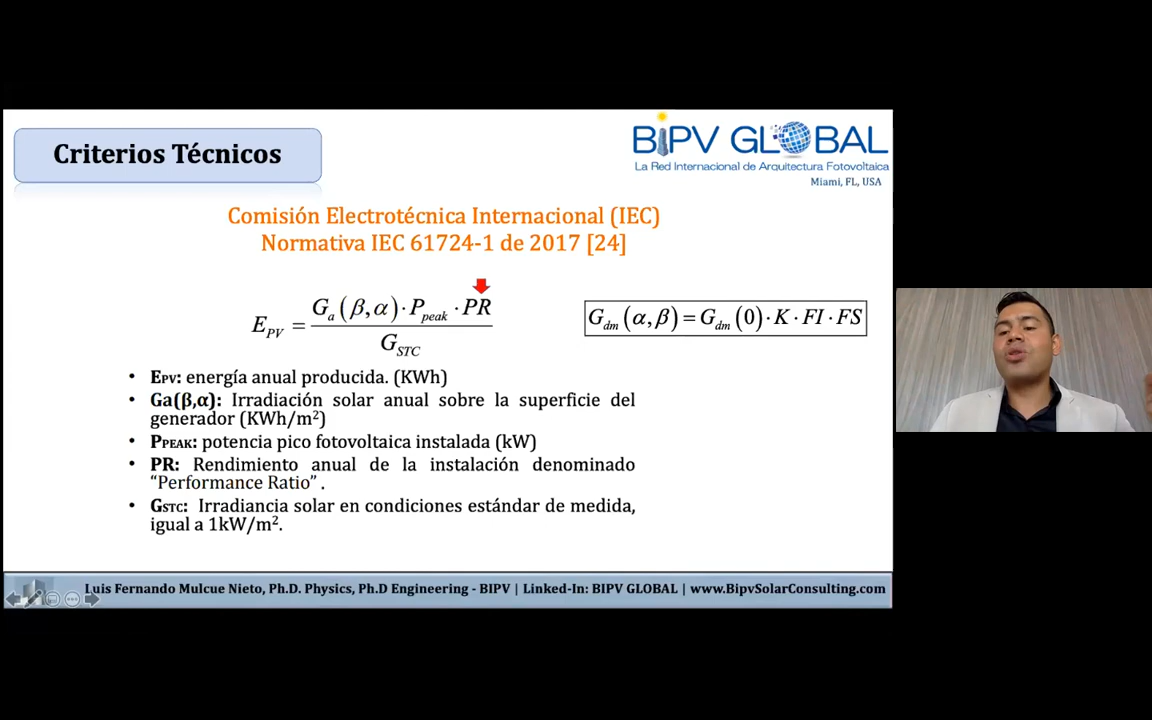 Criterios Técnicos
BIPV GLOBAL
La Red Internacional de Arquitectura Fotovoltaica
Miami, FL, USA
Comisión Electrotécnica Internacional (IEC)
Normativa IEC 61724-1 de 2017 [24]
E_PV = G_a(β,α)·P_peak·PR / G_STC
G_dm(α,β)=G_dm(0)·K·FI·FS
• EPV: energía anual producida. (KWh)
• Ga(β,α): Irradiación solar anual sobre la superficie del
generador (KWh/m²)
• PPEAK: potencia pico fotovoltaica instalada (kW)
• PR: Rendimiento anual de la instalación denominado
“Performance Ratio” .
• GSTC: Irradiancia solar en condiciones estándar de medida,
igual a 1kW/m².
Luis Fernando Mulcue Nieto, Ph.D. Physics, Ph.D Engineering - BIPV | Linked-In: BIPV GLOBAL | www.BipvSolarConsulting.com